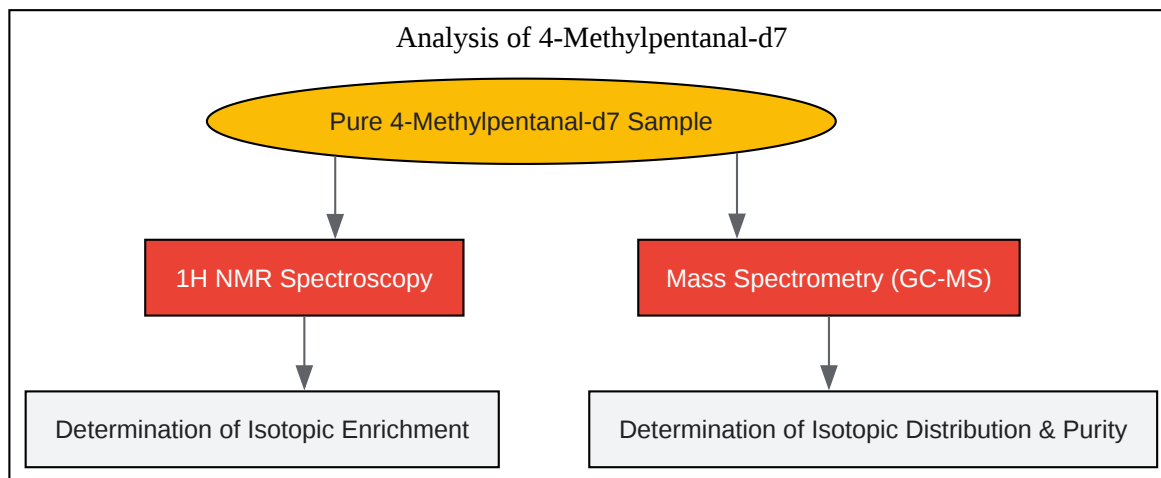 Analysis of 4-Methylpentanal-d7
Pure 4-Methylpentanal-d7 Sample
1H NMR Spectroscopy
Mass Spectrometry (GC-MS)
Determination of Isotopic Enrichment
Determination of Isotopic Distribution & Purity